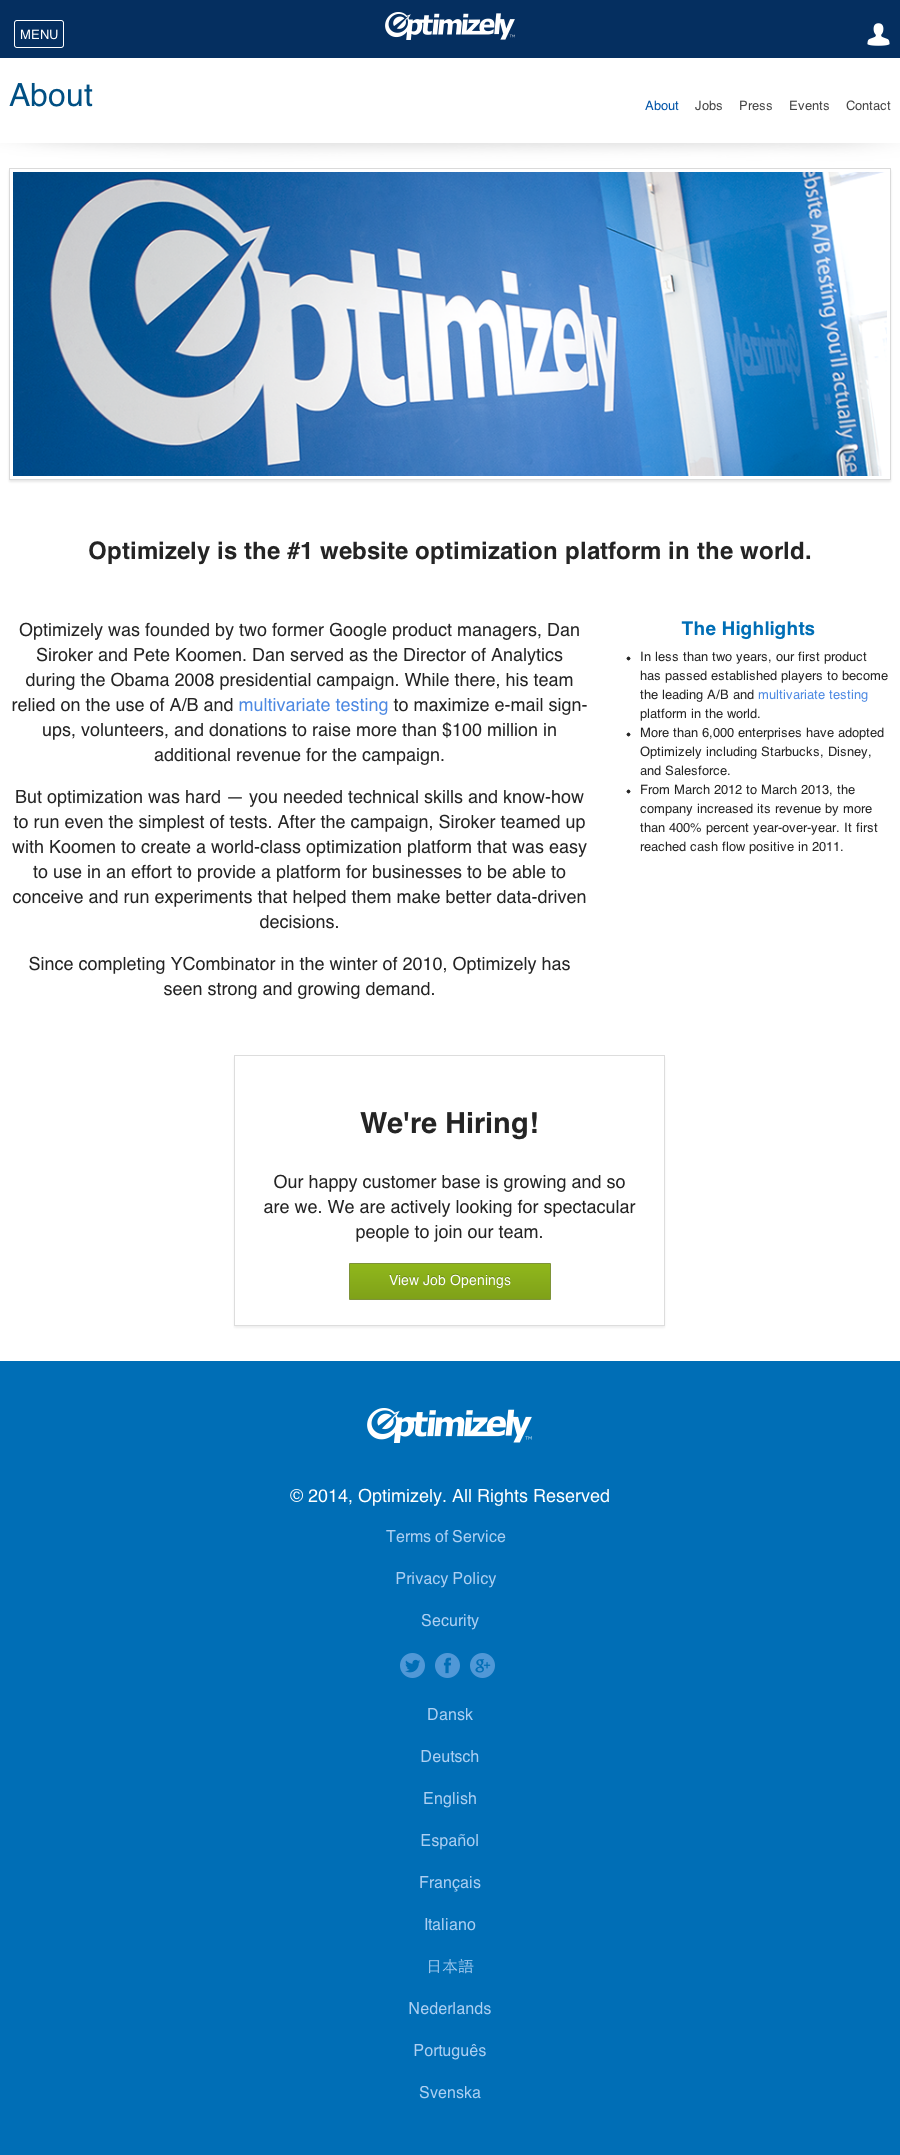 MENU
Optimizely
About
About Jobs Press Events Contact
Optimizely
Optimizely
ebsite A/B testing you'll actually use
Optimizely is the #1 website optimization platform in the world.
Optimizely was founded by two former Google product managers, Dan
Siroker and Pete Koomen. Dan served as the Director of Analytics
during the Obama 2008 presidential campaign. While there, his team
relied on the use of A/B and multivariate testing to maximize e-mail sign-
ups, volunteers, and donations to raise more than $100 million in
additional revenue for the campaign.
But optimization was hard — you needed technical skills and know-how
to run even the simplest of tests. After the campaign, Siroker teamed up
with Koomen to create a world-class optimization platform that was easy
to use in an effort to provide a platform for businesses to be able to
conceive and run experiments that helped them make better data-driven
decisions.
Since completing YCombinator in the winter of 2010, Optimizely has
seen strong and growing demand.
The Highlights
In less than two years, our first product
has passed established players to become
the leading A/B and multivariate testing
platform in the world.
More than 6,000 enterprises have adopted
Optimizely including Starbucks, Disney,
and Salesforce.
From March 2012 to March 2013, the
company increased its revenue by more
than 400% percent year-over-year. It first
reached cash flow positive in 2011.
We're Hiring!
Our happy customer base is growing and so
are we. We are actively looking for spectacular
people to join our team.
View Job Openings
Optimizely™
© 2014, Optimizely. All Rights Reserved
Terms of Service
Privacy Policy
Security
Dansk
Deutsch
English
Español
Français
Italiano
日本語
Nederlands
Português
Svenska